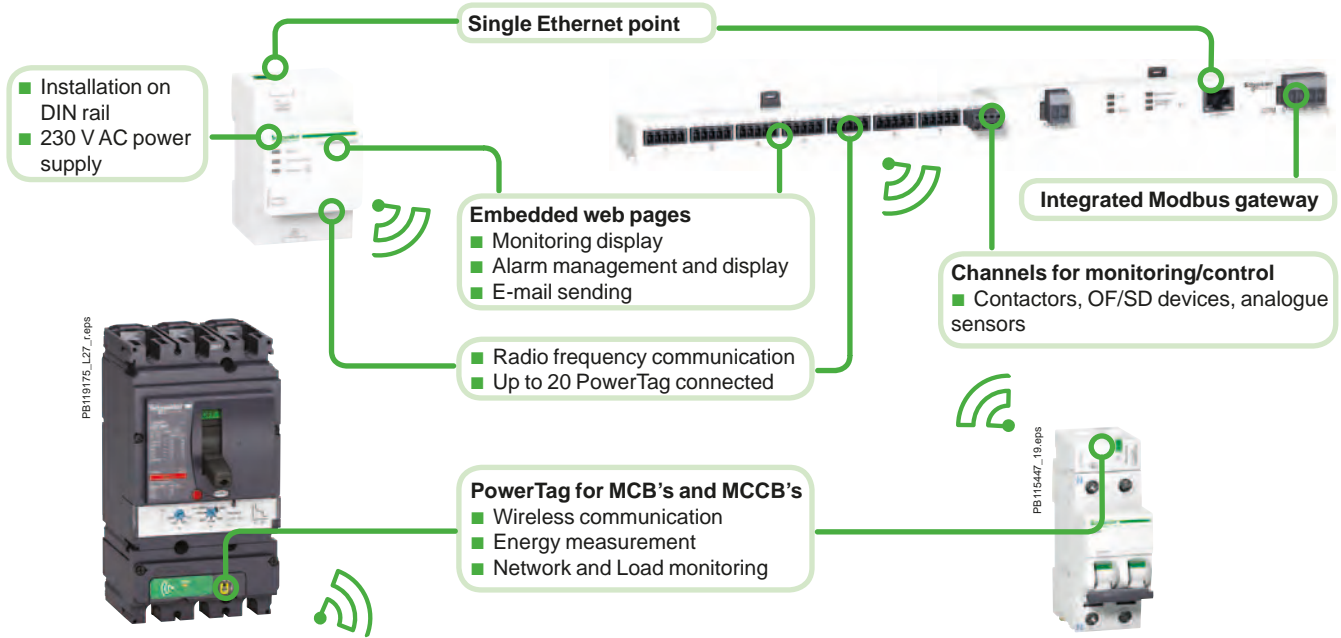 Single Ethernet point
■ Installation on
DIN rail
■ 230 V AC power
supply
Integrated Modbus gateway
Embedded web pages
■ Monitoring display
■ Alarm management and display
■ E-mail sending
Channels for monitoring/control
■ Contactors, OF/SD devices, analogue
sensors
■ Radio frequency communication
■ Up to 20 PowerTag connected
PB119175_L27_r.eps
PB115447_19.eps
PowerTag for MCB's and MCCB's
■ Wireless communication
■ Energy measurement
■ Network and Load monitoring